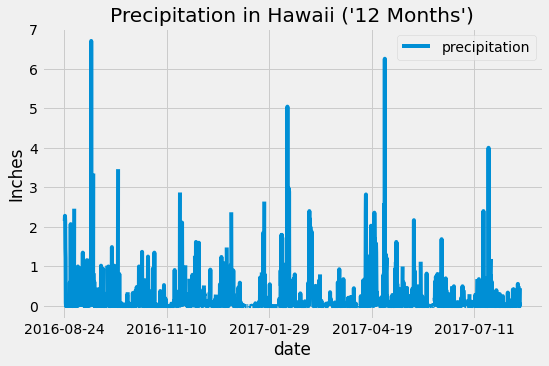 Precipitation in Hawaii ('12 Months')
precipitation
Inches
7
6
5
4
3
2
1
0
2016-08-24 2016-11-10 2017-01-29 2017-04-19 2017-07-11
date